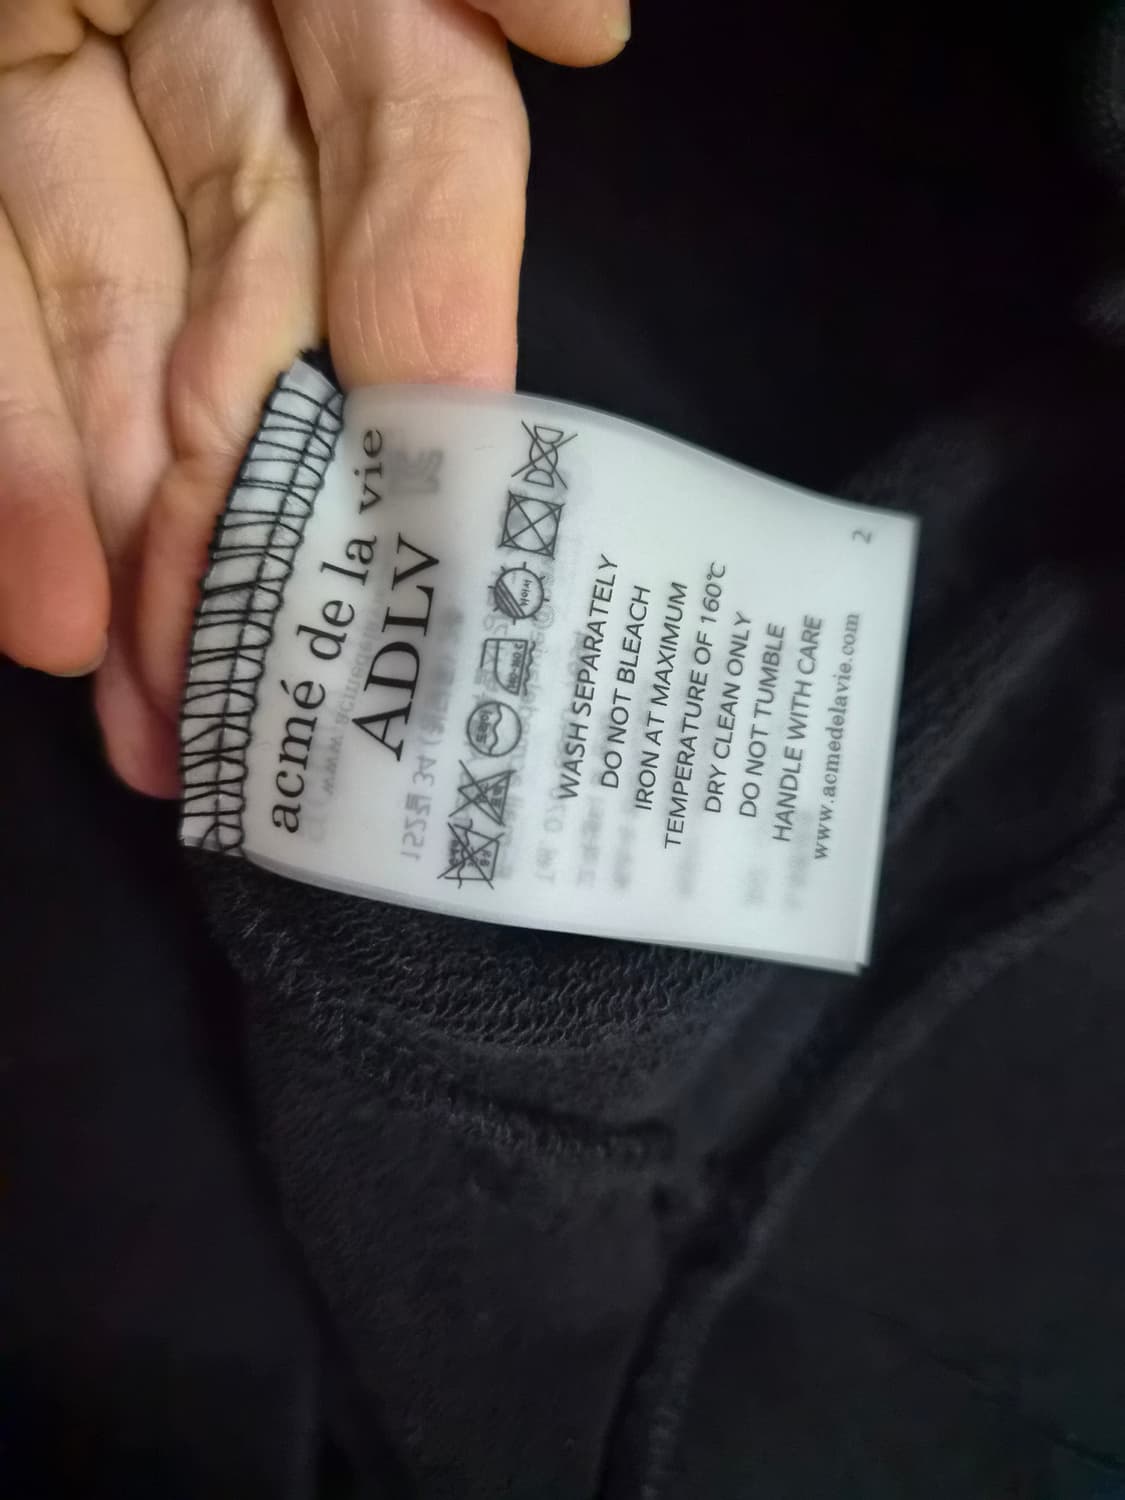 acmé de la vie
ADLV
WASH SEPARATELY
DO NOT BLEACH
IRON AT MAXIMUM
TEMPERATURE OF 160℃
DRY CLEAN ONLY
DO NOT TUMBLE
HANDLE WITH CARE
www.acmedelavie.com
2